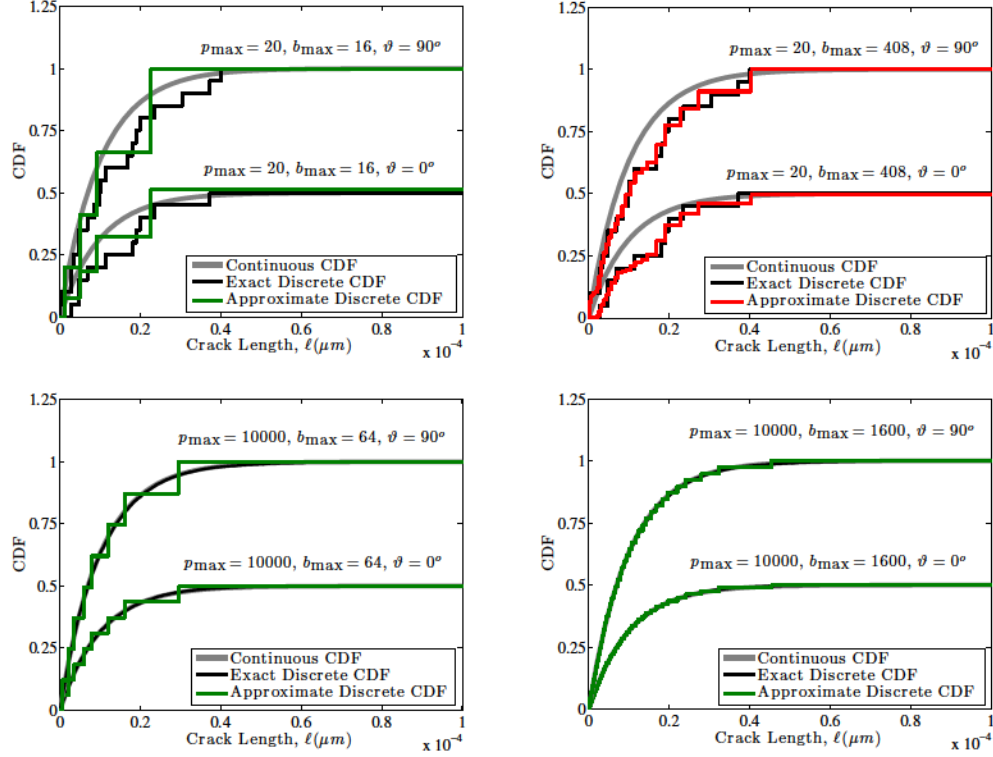 1.25
1
0.75
0.5
0.25
0
CDF
p_max = 20, b_max = 16, ϑ = 90°
p_max = 20, b_max = 16, ϑ = 0°
Continuous CDF
Exact Discrete CDF
Approximate Discrete CDF
0 0.2 0.4 0.6 0.8 1
Crack Length, ℓ(μm)
x 10⁻⁴
1.25
1
0.75
0.5
0.25
0
CDF
p_max = 20, b_max = 408, ϑ = 90°
p_max = 20, b_max = 408, ϑ = 0°
Continuous CDF
Exact Discrete CDF
Approximate Discrete CDF
0 0.2 0.4 0.6 0.8 1
Crack Length, ℓ(μm)
x 10⁻⁴
1.25
1
0.75
0.5
0.25
0
CDF
p_max = 10000, b_max = 64, ϑ = 90°
p_max = 10000, b_max = 64, ϑ = 0°
Continuous CDF
Exact Discrete CDF
Approximate Discrete CDF
0 0.2 0.4 0.6 0.8 1
Crack Length, ℓ(μm)
x 10⁻⁴
1.25
1
0.75
0.5
0.25
0
CDF
p_max = 10000, b_max = 1600, ϑ = 90°
p_max = 10000, b_max = 1600, ϑ = 0°
Continuous CDF
Exact Discrete CDF
Approximate Discrete CDF
0 0.2 0.4 0.6 0.8 1
Crack Length, ℓ(μm)
x 10⁻⁴